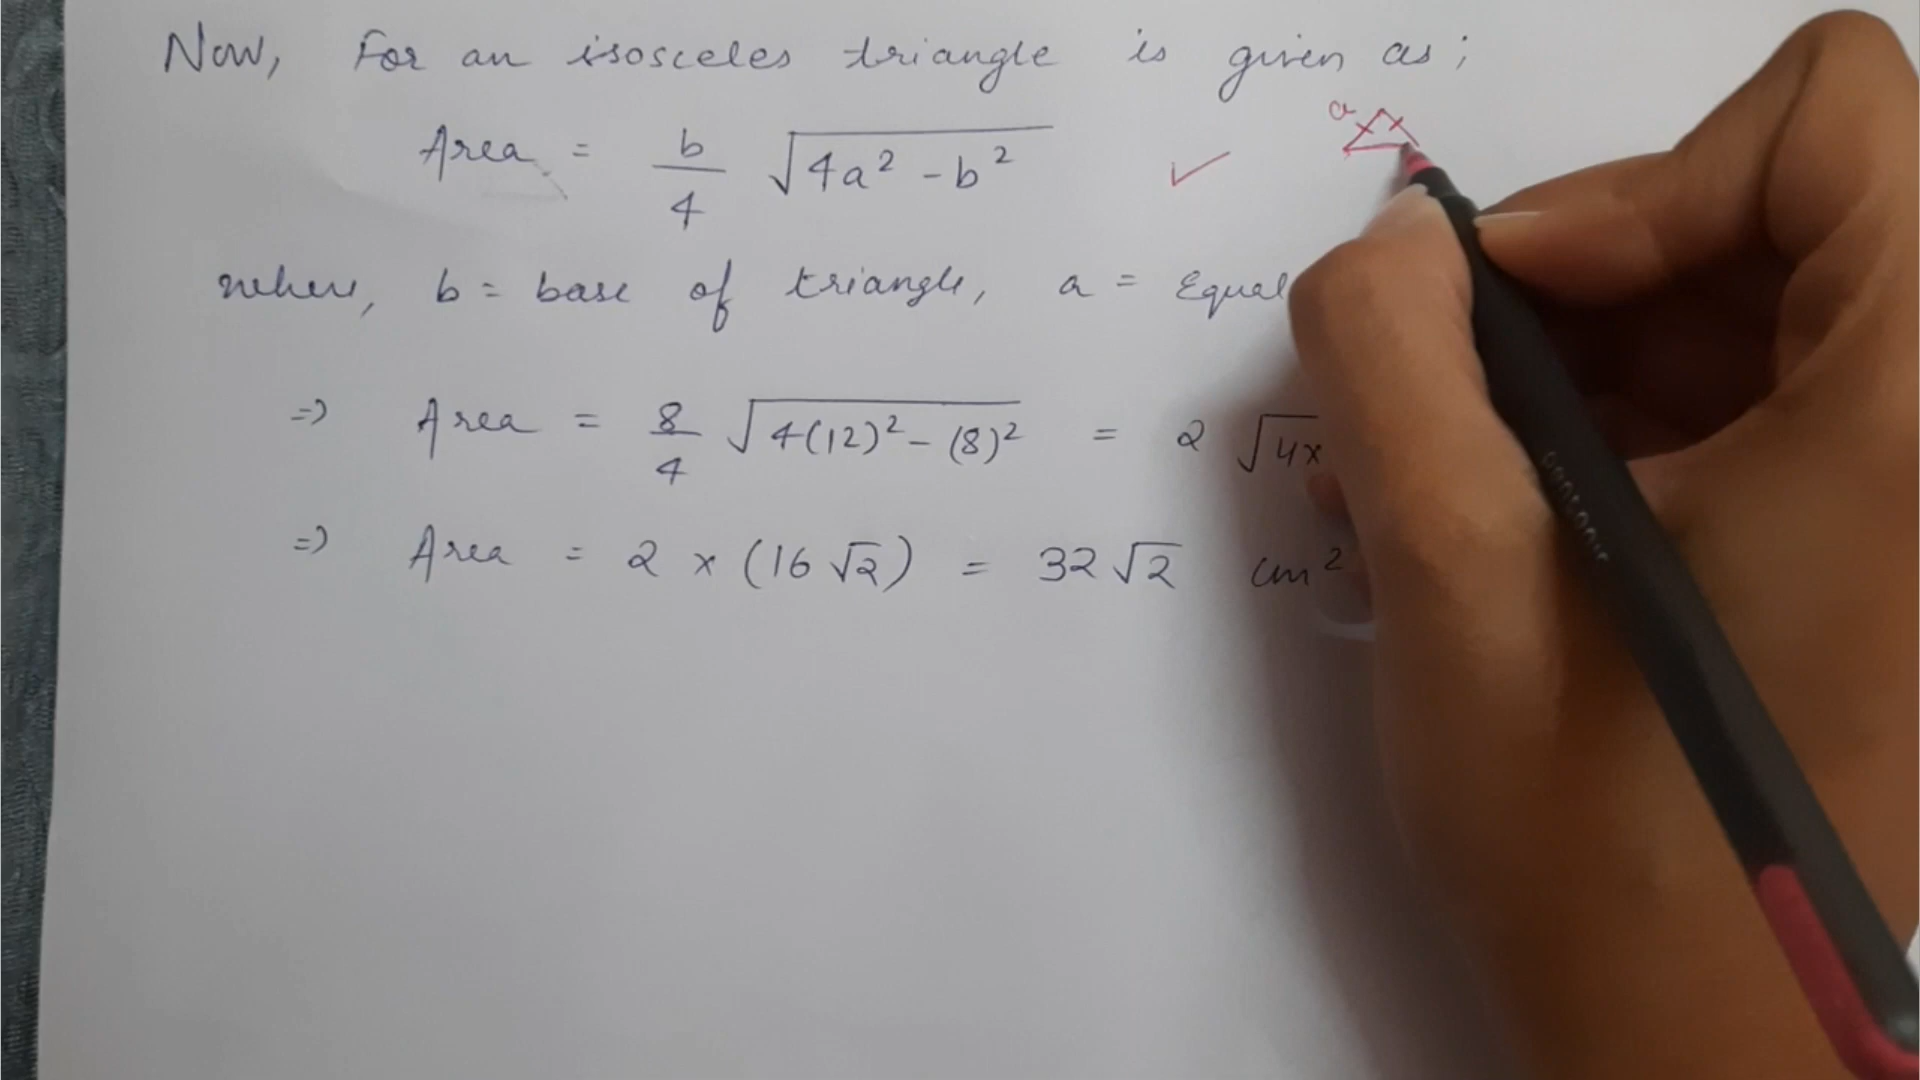 Now, For an isosceles triangle is given as;
a
Area = b/4 √4a² - b²
where, b = base of triangle, a = Equal
⇒ Area = 8/4 √4(12)² - (8)² = 2 √4x
⇒ Area = 2 x (16√2) = 32√2 cm²